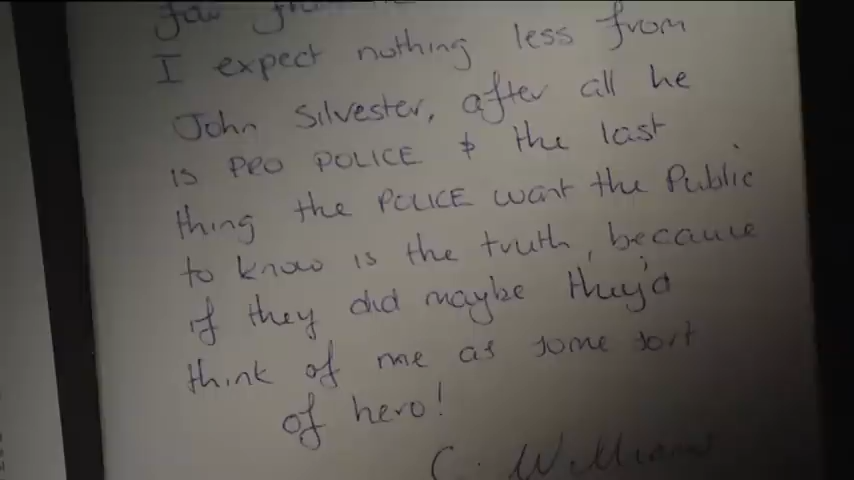 I expect nothing less from
John Silvester, after all he
is PRO POLICE & the last
thing the POLICE want the Public
to know is the truth, because
if they did maybe they'd
think of me as some sort
of hero!
C. Williams